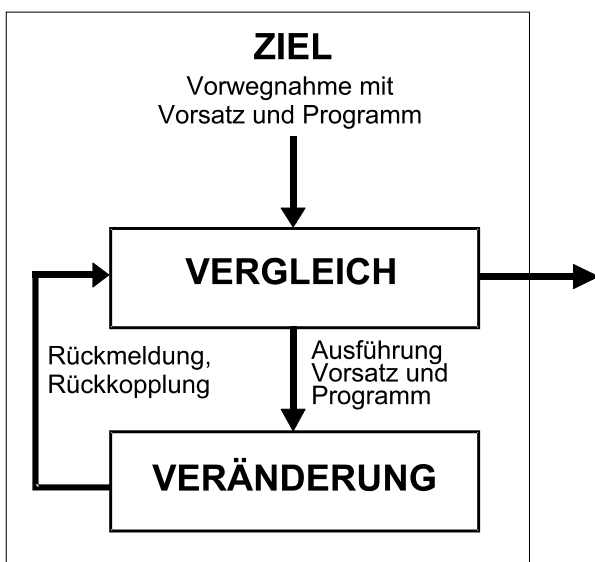 ZIEL
Vorwegnahme mit
Vorsatz und Programm
VERGLEICH
Rückmeldung,
Rückkopplung
Ausführung
Vorsatz und
Programm
VERÄNDERUNG